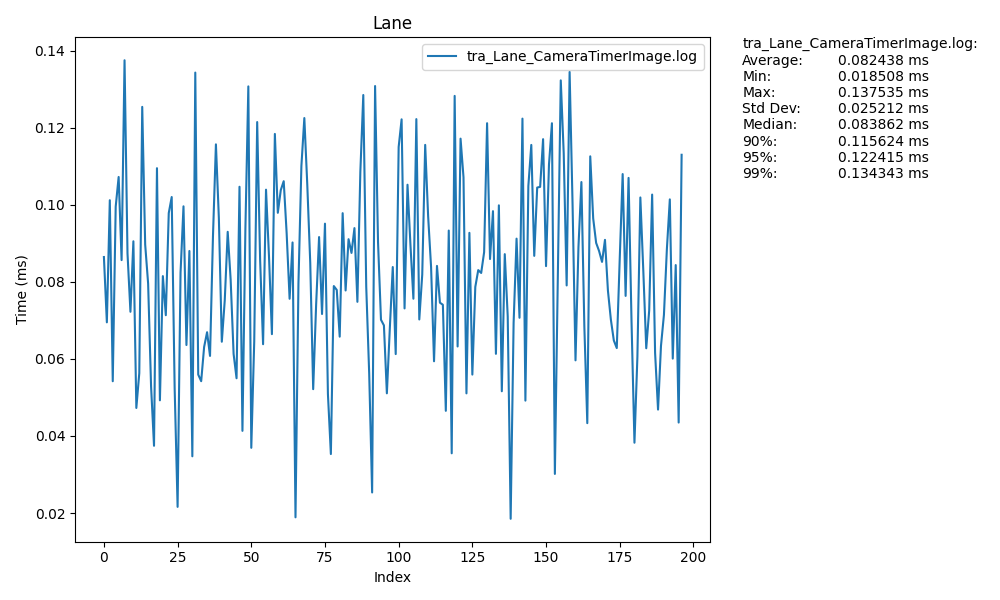 Lane
tra_Lane_CameraTimerImage.log
Time (ms)
0.14
0.12
0.10
0.08
0.06
0.04
0.02
0 25 50 75 100 125 150 175 200
Index
tra_Lane_CameraTimerImage.log:
Average: 0.082438 ms
Min: 0.018508 ms
Max: 0.137535 ms
Std Dev: 0.025212 ms
Median: 0.083862 ms
90%: 0.115624 ms
95%: 0.122415 ms
99%: 0.134343 ms